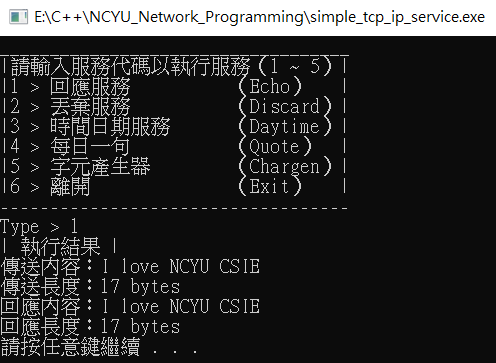 E:\C++\NCYU_Network_Programming\simple_tcp_ip_service.exe
___________________________________
|請輸入服務代碼以執行服務 (1 ~ 5) |
|1 > 回應服務 (Echo) |
|2 > 丟棄服務 (Discard) |
|3 > 時間日期服務 (Daytime) |
|4 > 每日一句 (Quote) |
|5 > 字元產生器 (Chargen) |
|6 > 離開 (Exit) |
-----------------------------------
Type > 1
| 執行結果 |
傳送內容：I love NCYU CSIE
傳送長度：17 bytes
回應內容：I love NCYU CSIE
回應長度：17 bytes
請按任意鍵繼續 . . .